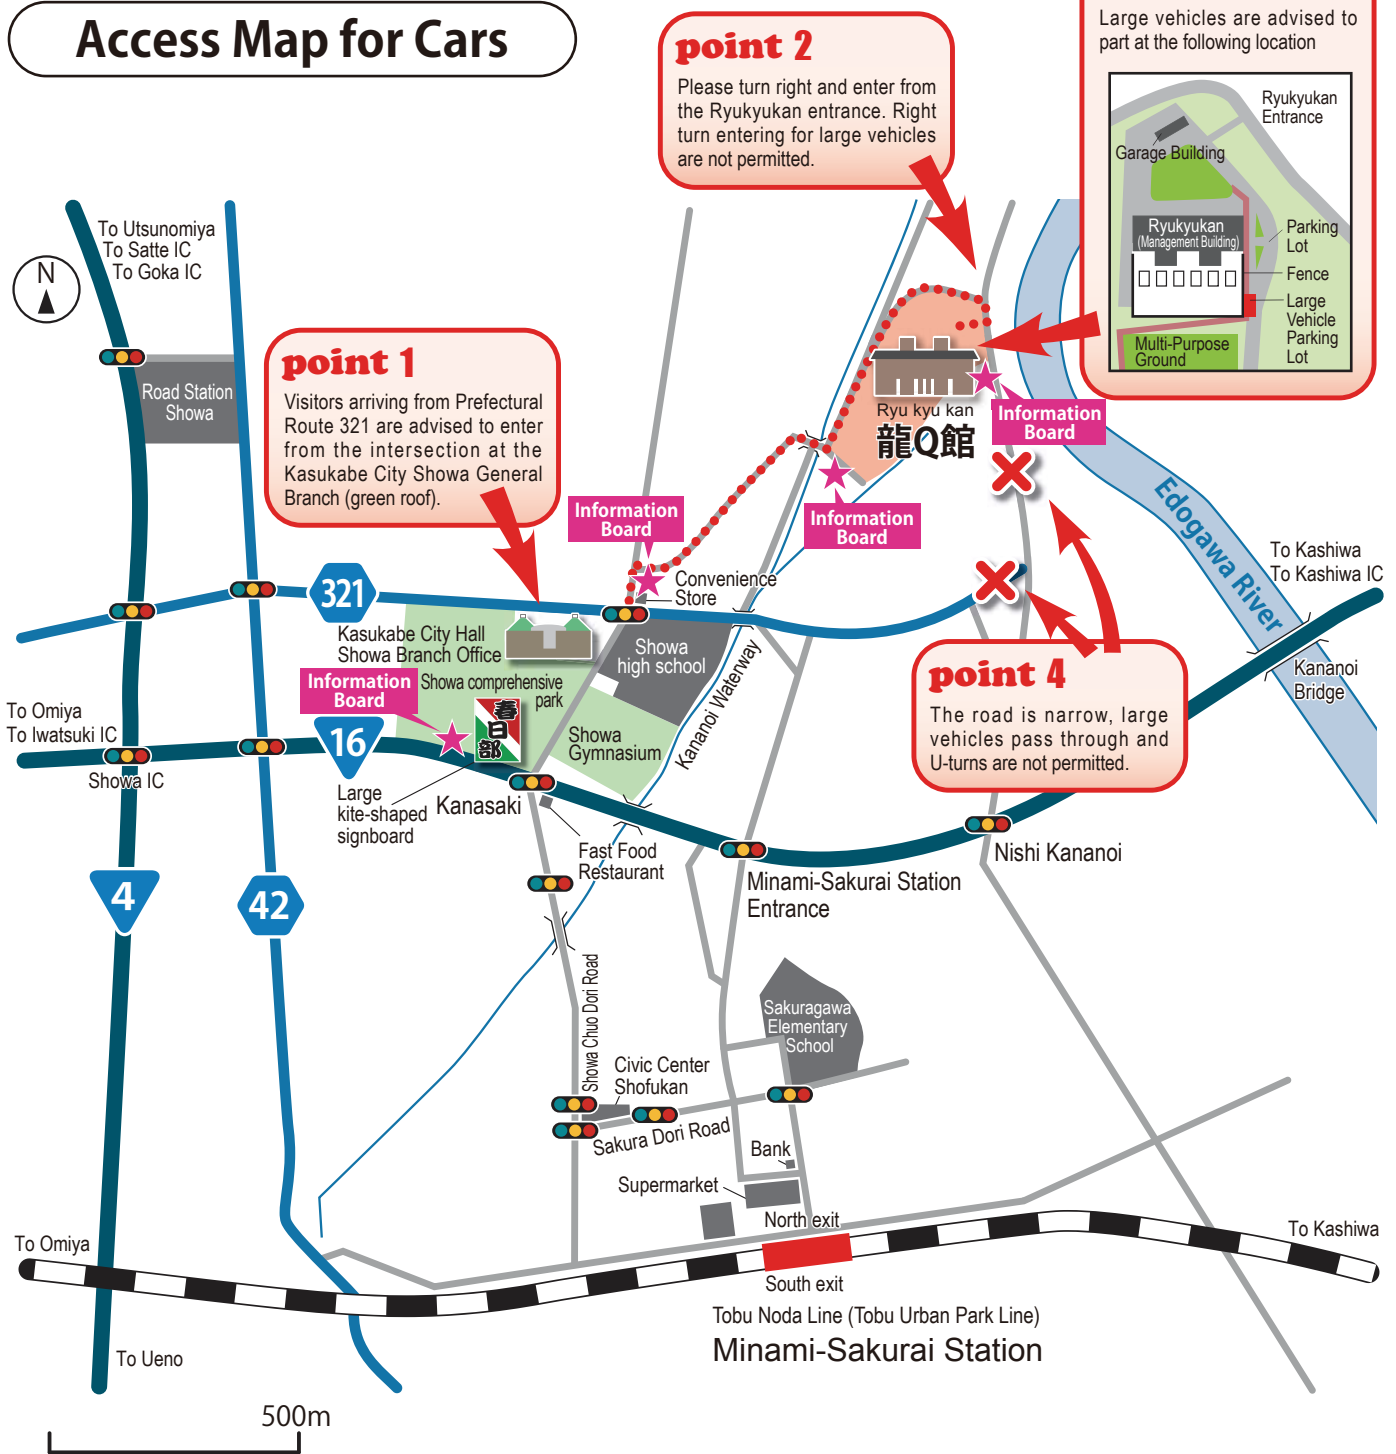 Access Map for Cars
point 2
Please turn right and enter from
the Ryukyukan entrance. Right
turn entering for large vehicles
are not permitted.
Large vehicles are advised to
part at the following location
Ryukyukan
Entrance
Garage Building
Ryukyukan
(Management Building)
Parking
Lot
Fence
Large
Vehicle
Parking
Lot
Multi-Purpose
Ground
To Utsunomiya
To Satte IC
To Goka IC
N
Road Station
Showa
point 1
Visitors arriving from Prefectural
Route 321 are advised to enter
from the intersection at the
Kasukabe City Showa General
Branch (green roof).
Ryu kyu kan
龍Q館
Information
Board
Information
Board
Information
Board
Edogawa River
To Kashiwa
To Kashiwa IC
321
Convenience
Store
Kasukabe City Hall
Showa Branch Office
Showa
high school
Kananoi Waterway
Information
Board
Showa comprehensive
park
point 4
The road is narrow, large
vehicles pass through and
U-turns are not permitted.
Kananoi
Bridge
To Omiya
To Iwatsuki IC
16
春日部
Showa
Gymnasium
Showa IC
Large
kite-shaped
signboard
Kanasaki
Fast Food
Restaurant
Nishi Kananoi
Minami-Sakurai Station
Entrance
4
42
Showa Chuo Dori Road
Sakuragawa
Elementary
School
Civic Center
Shofukan
Sakura Dori Road
Bank
Supermarket
North exit
To Omiya
To Kashiwa
South exit
Tobu Noda Line (Tobu Urban Park Line)
Minami-Sakurai Station
To Ueno
500m